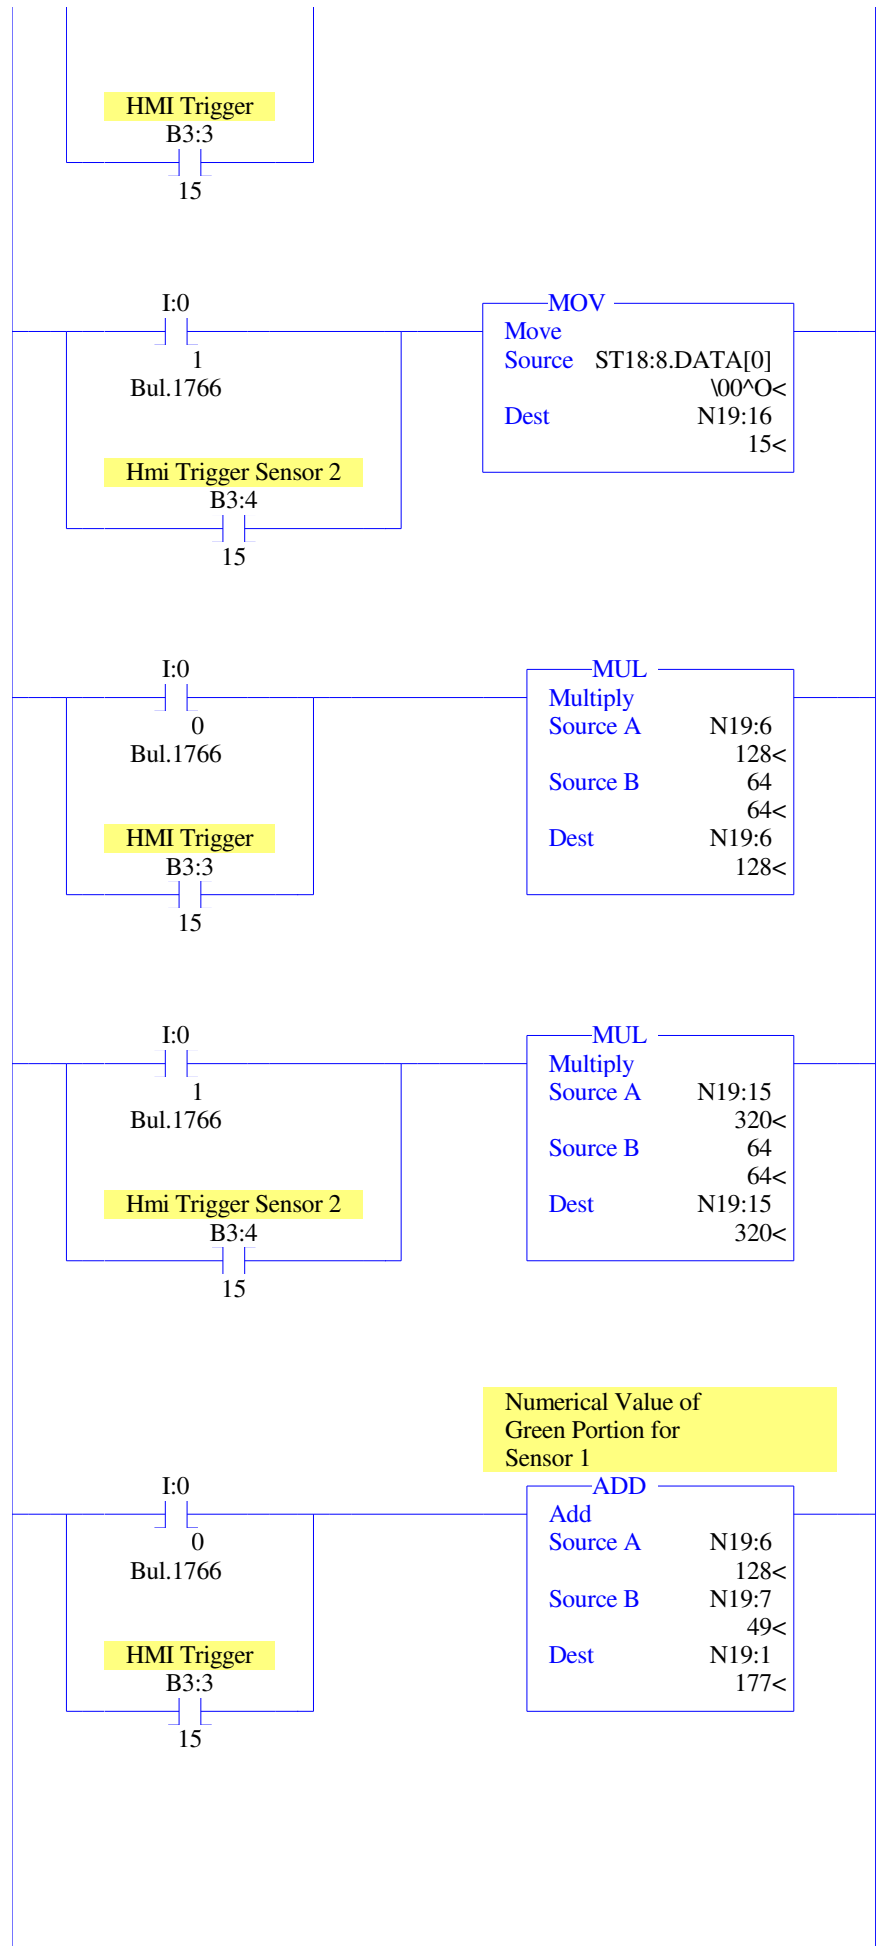 HMI Trigger
B3:3
15
I:0
1
Bul.1766
Hmi Trigger Sensor 2
B3:4
15
MOV
Move
Source ST18:8.DATA[0]
\00^O<
Dest N19:16
15<
I:0
0
Bul.1766
HMI Trigger
B3:3
15
MUL
Multiply
Source A N19:6
128<
Source B 64
64<
Dest N19:6
128<
I:0
1
Bul.1766
Hmi Trigger Sensor 2
B3:4
15
MUL
Multiply
Source A N19:15
320<
Source B 64
64<
Dest N19:15
320<
I:0
0
Bul.1766
HMI Trigger
B3:3
15
Numerical Value of
Green Portion for
Sensor 1
ADD
Add
Source A N19:6
128<
Source B N19:7
49<
Dest N19:1
177<